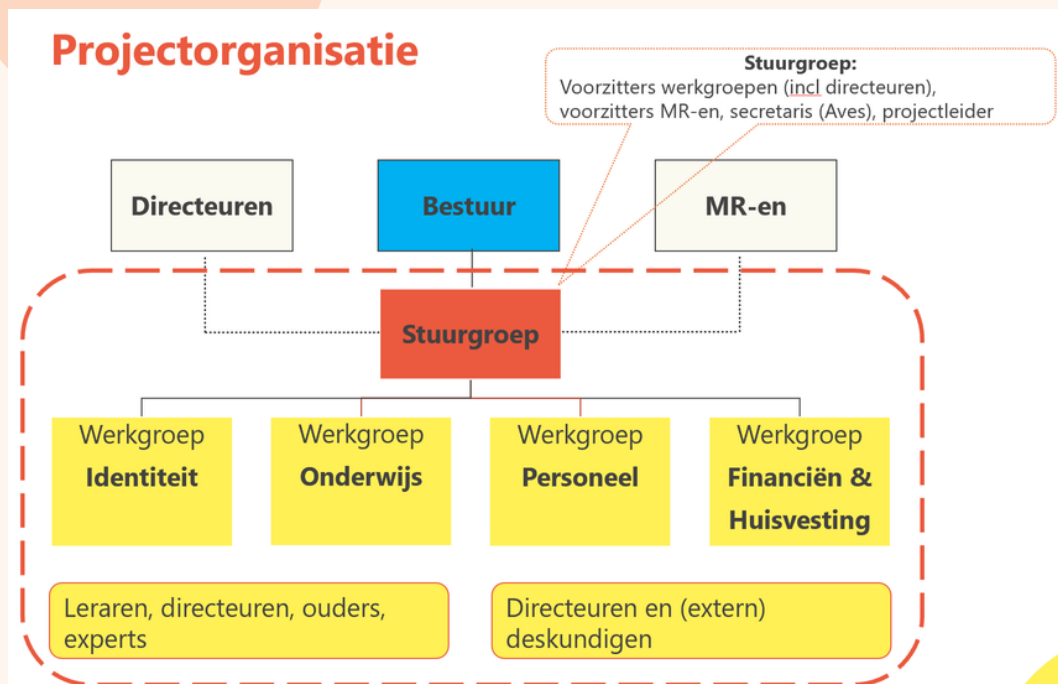 Projectorganisatie
Stuurgroep:
Voorzitters werkgroepen (incl directeuren),
voorzitters MR-en, secretaris (Aves), projectleider
Directeuren
Bestuur
MR-en
Stuurgroep
Werkgroep
Identiteit
Werkgroep
Onderwijs
Werkgroep
Personeel
Werkgroep
Financiën &
Huisvesting
Leraren, directeuren, ouders,
experts
Directeuren en (extern)
deskundigen